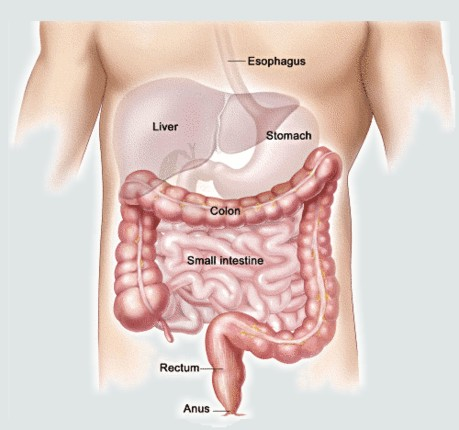 Esophagus
Liver
Stomach
Colon
Small intestine
Rectum
Anus